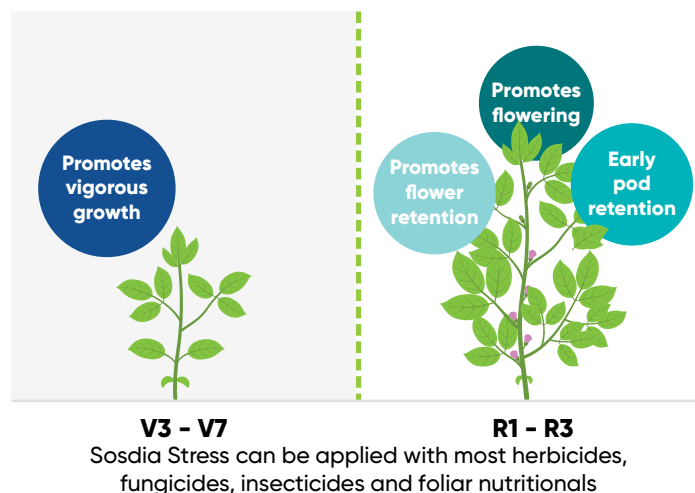 Promotes
vigorous
growth
Promotes
flowering
Promotes
flower
retention
Early
pod
retention
V3 - V7
R1 - R3
Sosdia Stress can be applied with most herbicides,
fungicides, insecticides and foliar nutritionals